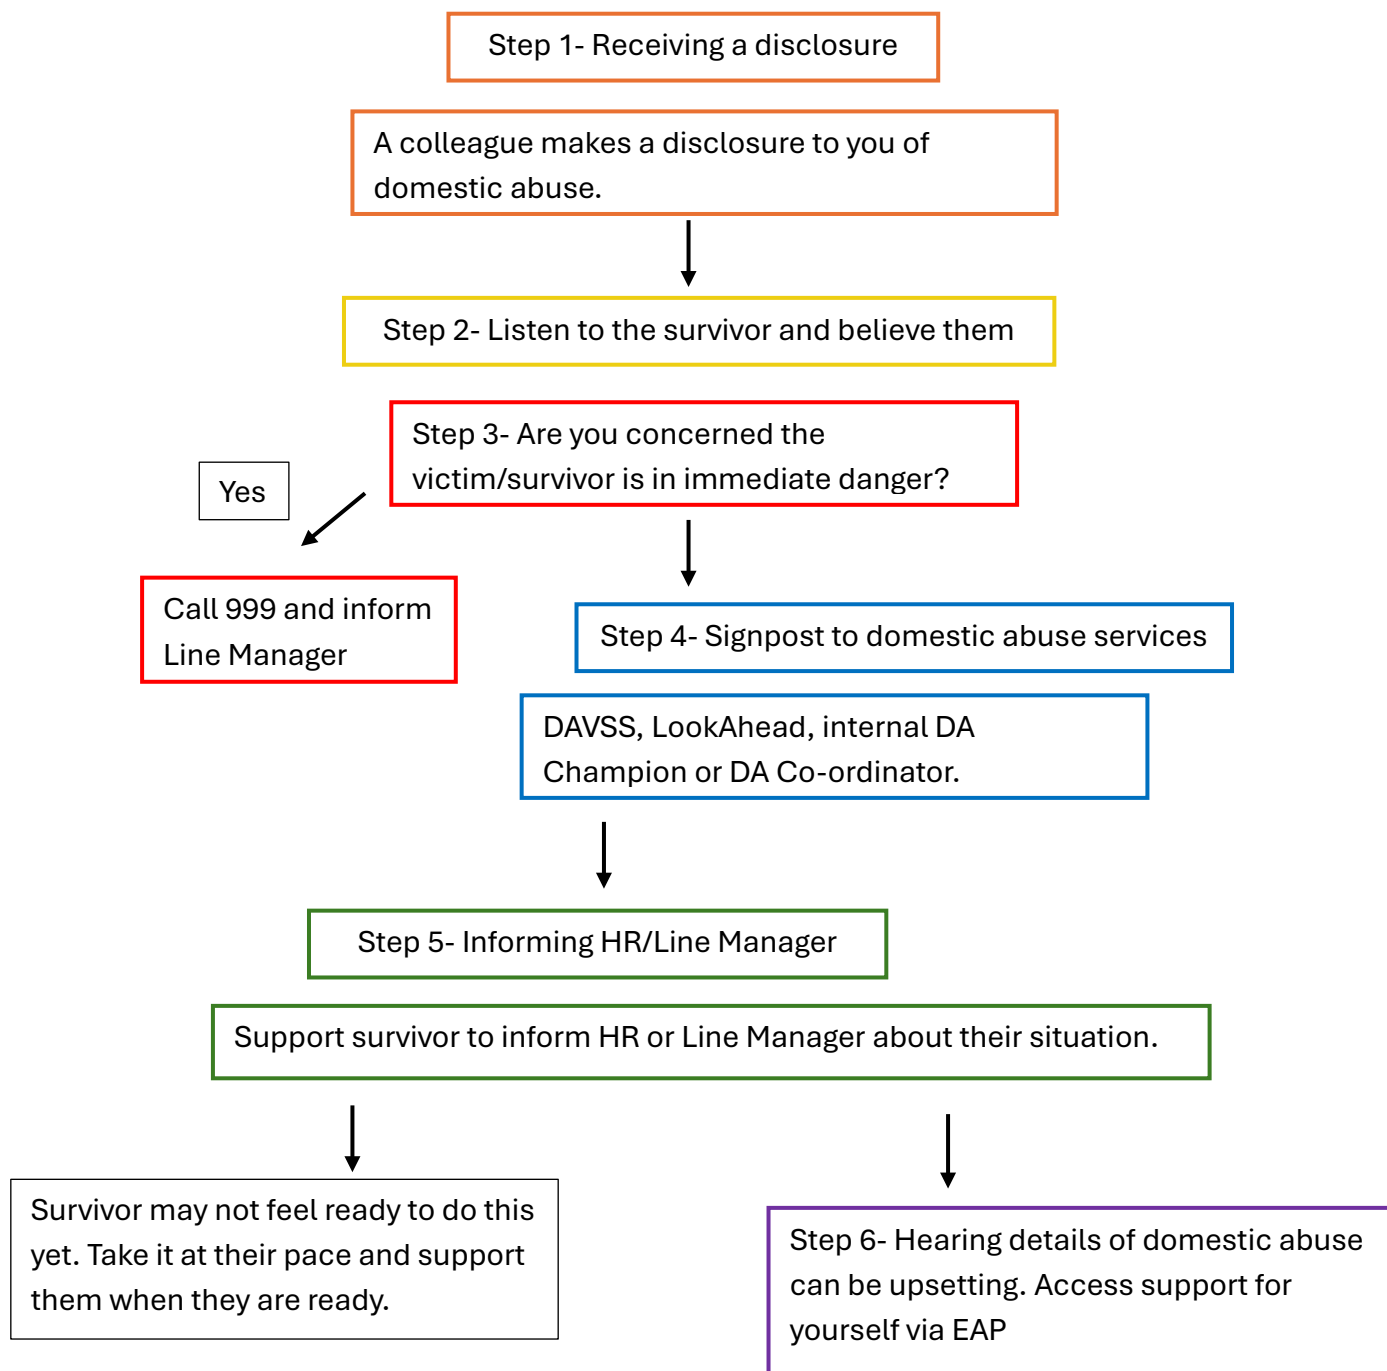 Step 1- Receiving a disclosure
A colleague makes a disclosure to you of
domestic abuse.
Step 2- Listen to the survivor and believe them
Step 3- Are you concerned the
victim/survivor is in immediate danger?
Yes
Call 999 and inform
Line Manager
Step 4- Signpost to domestic abuse services
DAVSS, LookAhead, internal DA
Champion or DA Co-ordinator.
Step 5- Informing HR/Line Manager
Support survivor to inform HR or Line Manager about their situation.
Survivor may not feel ready to do this
yet. Take it at their pace and support
them when they are ready.
Step 6- Hearing details of domestic abuse
can be upsetting. Access support for
yourself via EAP